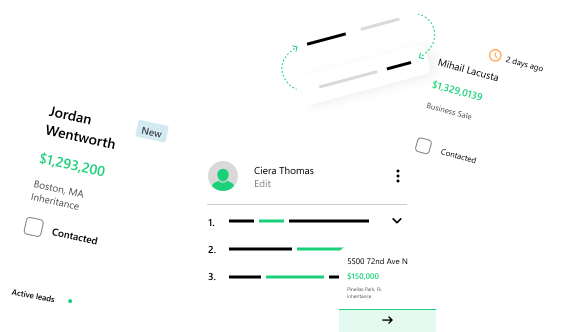 2 days ago
Mihail Lacusta
$1,329,0139
Business Sale
Contacted
Jordan
Wentworth
New
$1,293,200
Boston, MA
Inheritance
Contacted
Active leads
Ciera Thomas
Edit
1.
2.
3.
5500 72nd Ave N
$150,000
Pinellas Park, FL
inheritance